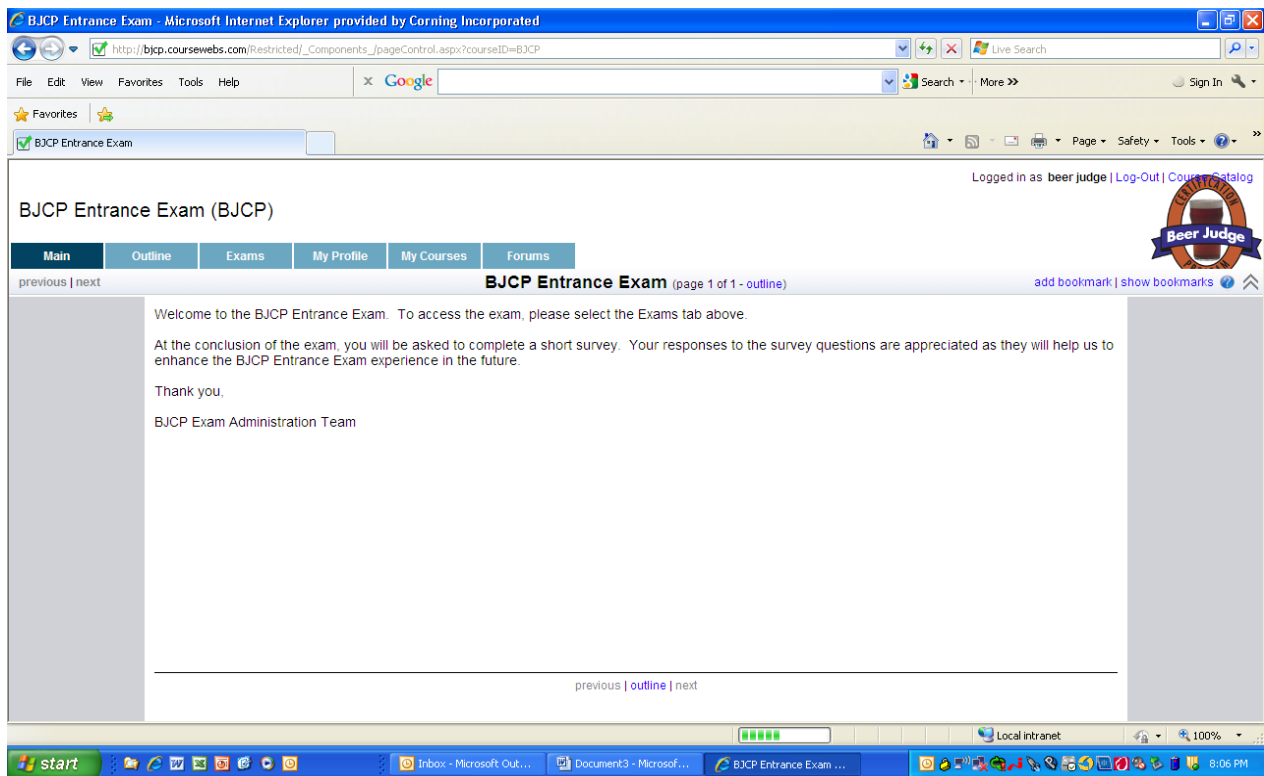 BJCP Entrance Exam - Microsoft Internet Explorer provided by Corning Incorporated
http://bjcp.coursewebs.com/Restricted/_Components_/pageControl.aspx?courseID=BJCP
Live Search
File Edit View Favorites Tools Help
x Google
Search
More >>
Sign In
Favorites
BJCP Entrance Exam
Page
Safety
Tools
Logged in as beer judge | Log-Out | Course Catalog
BJCP Entrance Exam (BJCP)
CERTIFICATION
Beer Judge
PROGRAM
Main Outline Exams My Profile My Courses Forums
previous | next
BJCP Entrance Exam (page 1 of 1 - outline)
add bookmark | show bookmarks
Welcome to the BJCP Entrance Exam. To access the exam, please select the Exams tab above.
At the conclusion of the exam, you will be asked to complete a short survey. Your responses to the survey questions are appreciated as they will help us to
enhance the BJCP Entrance Exam experience in the future.
Thank you,
BJCP Exam Administration Team
previous | outline | next
Local intranet
100%
start
Inbox - Microsoft Out...
Document3 - Microsof...
BJCP Entrance Exam ...
8:06 PM